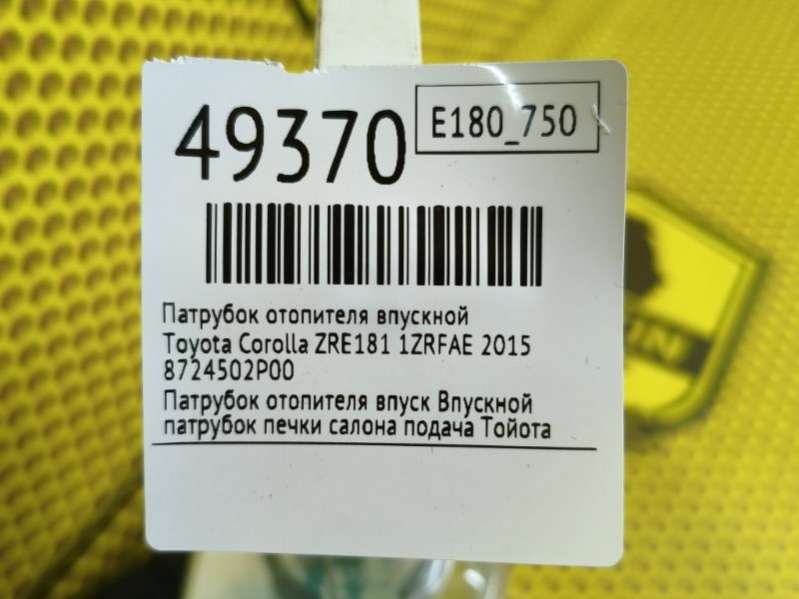 49370
E180_750
Патрубок отопителя впускной
Toyota Corolla ZRE181 1ZRFAE 2015
8724502P00
Патрубок отопителя впуск Впускной
патрубок печки салона подача Тойота